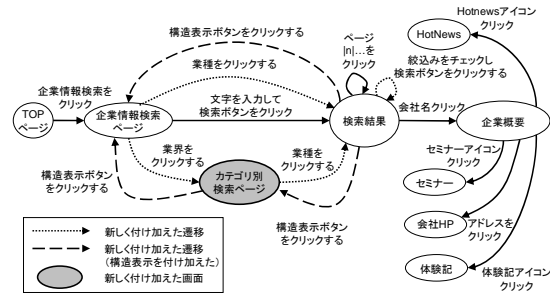 Hotnewsアイコン
クリック
構造表示ボタンをクリックする
HotNews
ページ
|n|…を
クリック
業種をクリックする
絞込みをチェックし
検索ボタンをクリックする
企業情報検索を
クリック
文字を入力して
検索ボタンをクリック
会社名クリック
TOP
ページ
企業情報検索
ページ
検索結果
企業概要
業界を
クリックする
業種を
クリックする
セミナーアイコン
クリック
構造表示ボタン
をクリックする
カテゴリ別
検索ページ
セミナー
構造表示ボタン
をクリックする
会社HP
アドレスを
クリック
新しく付け加えた遷移
新しく付け加えた遷移
(構造表示を付け加えた)
新しく付け加えた画面
体験記
体験記アイコン
クリック